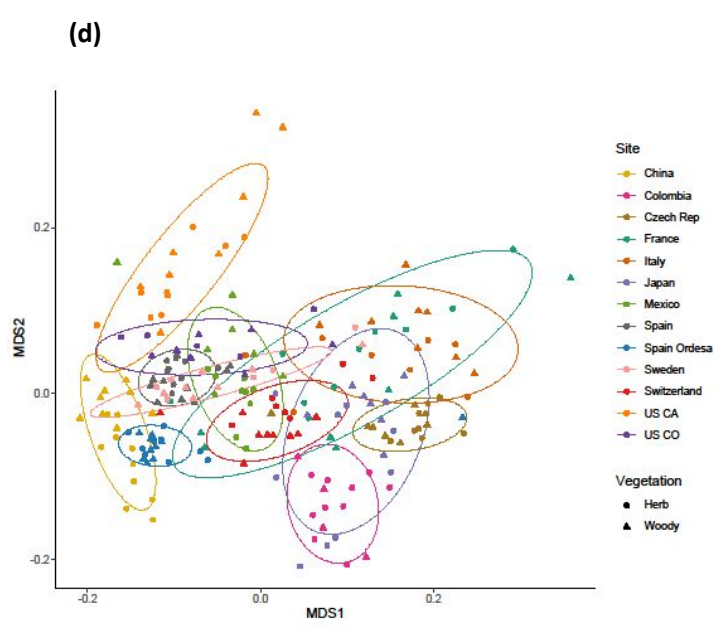 (d)
Site
China
Colombia
Czech Rep
France
Italy
Japan
Mexico
Spain
Spain Ordesa
Sweden
Switzerland
US CA
US CO
Vegetation
Herb
Woody
MDS2
0.2
0.0
-0.2
-0.2
0.0
0.2
MDS1